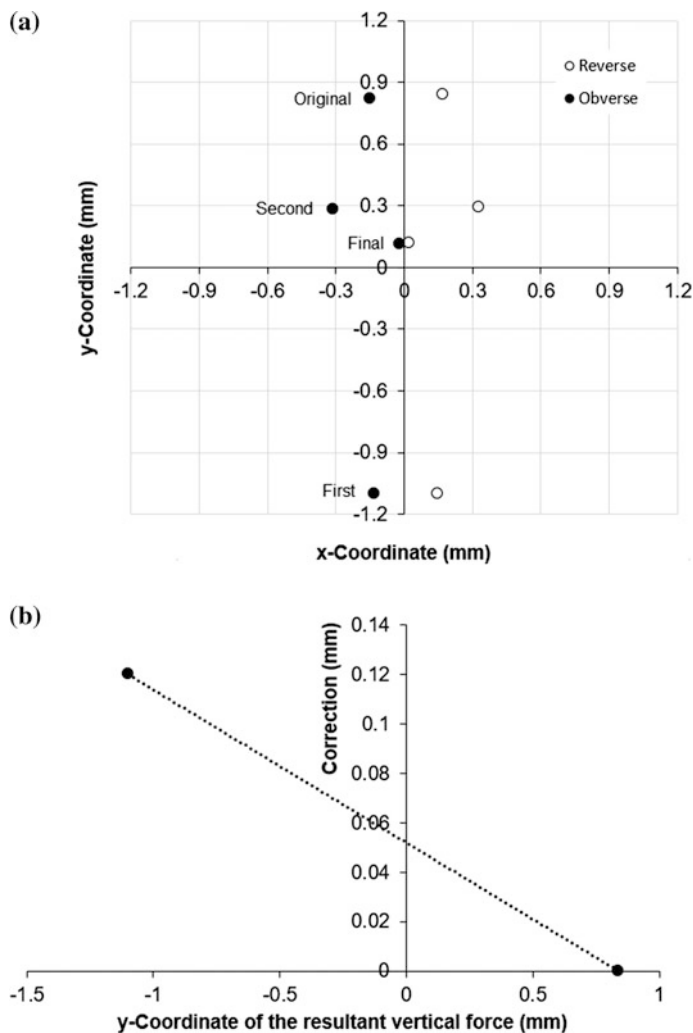 (a)
1.2
Reverse
0.9
Original
Obverse
0.6
Second
0.3
Final
0
-1.2 -0.9 -0.6 -0.3 0 0.3 0.6 0.9 1.2
-0.3
-0.6
-0.9
First
-1.2
y-Coordinate (mm)
x-Coordinate (mm)
(b)
0.14
0.12
0.1
0.08
0.06
0.04
0.02
0
Correction (mm)
-1.5 -1 -0.5 0 0.5 1
y-Coordinate of the resultant vertical force (mm)